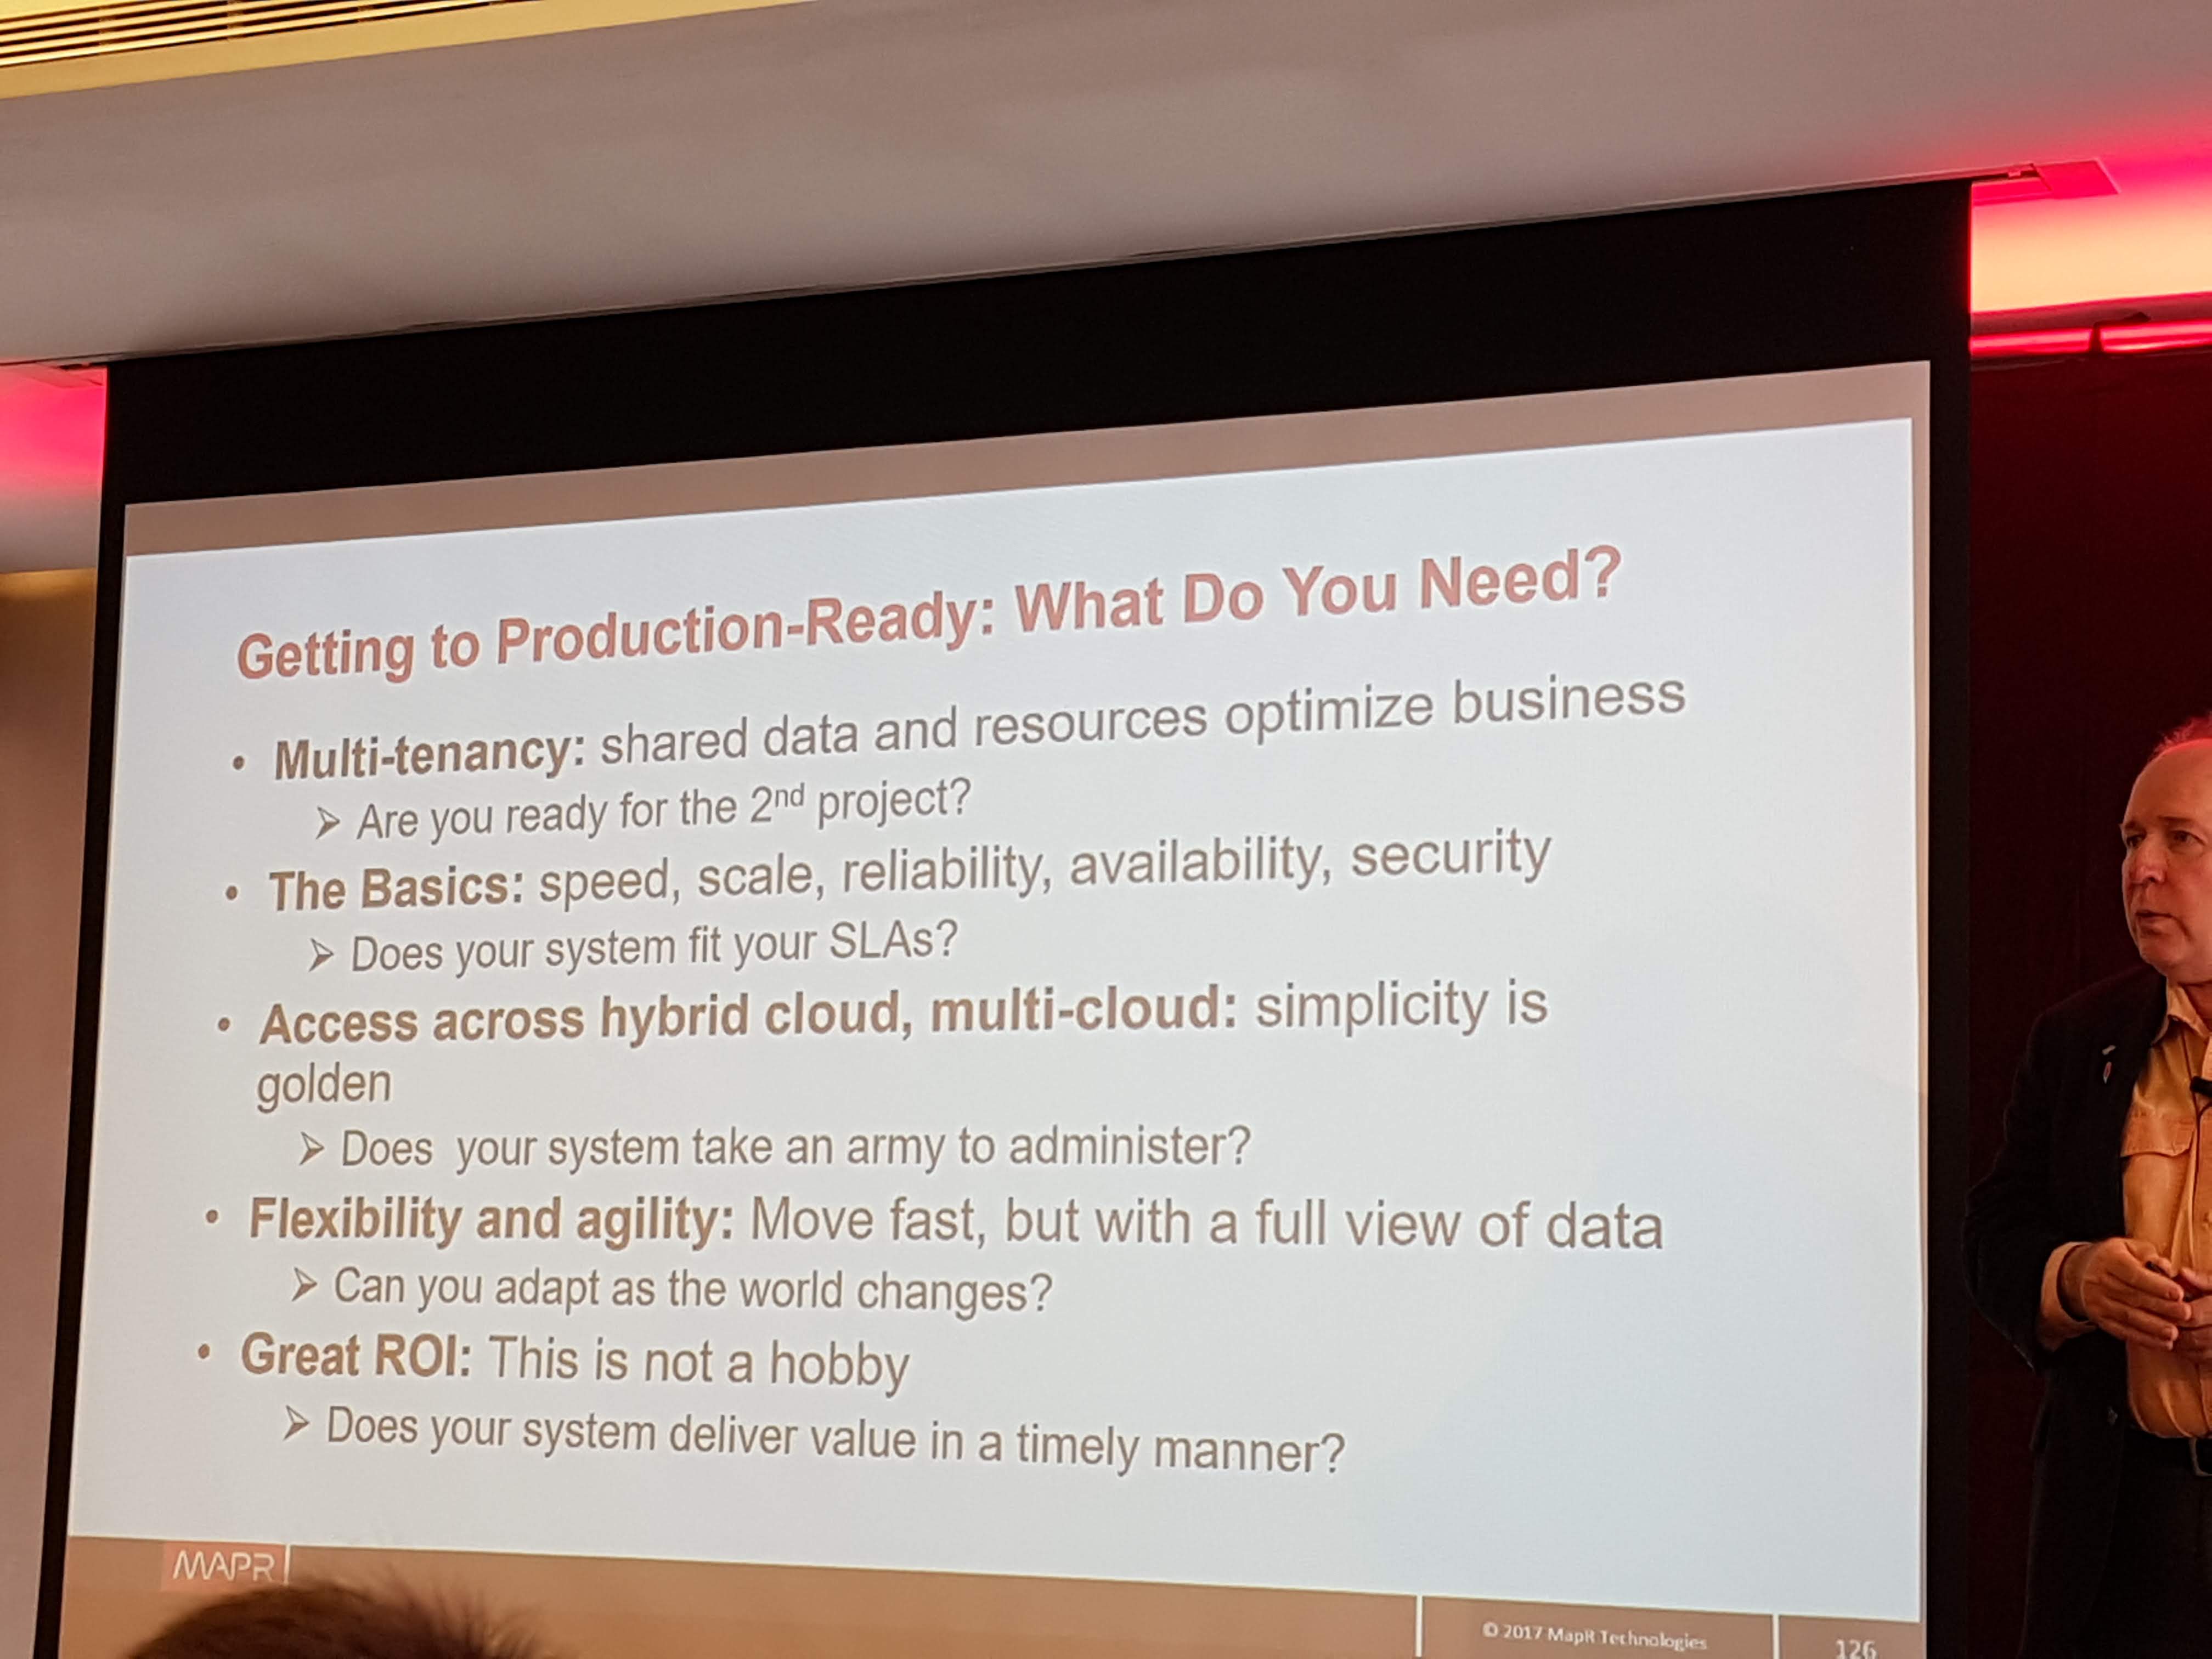 Getting to Production-Ready: What Do You Need?
• Multi-tenancy: shared data and resources optimize business
➢ Are you ready for the 2nd project?
• The Basics: speed, scale, reliability, availability, security
➢ Does your system fit your SLAs?
• Access across hybrid cloud, multi-cloud: simplicity is
golden
➢ Does  your system take an army to administer?
• Flexibility and agility: Move fast, but with a full view of data
➢ Can you adapt as the world changes?
• Great ROI: This is not a hobby
➢ Does your system deliver value in a timely manner?
MAPR
© 2017 MapR Technologies
126